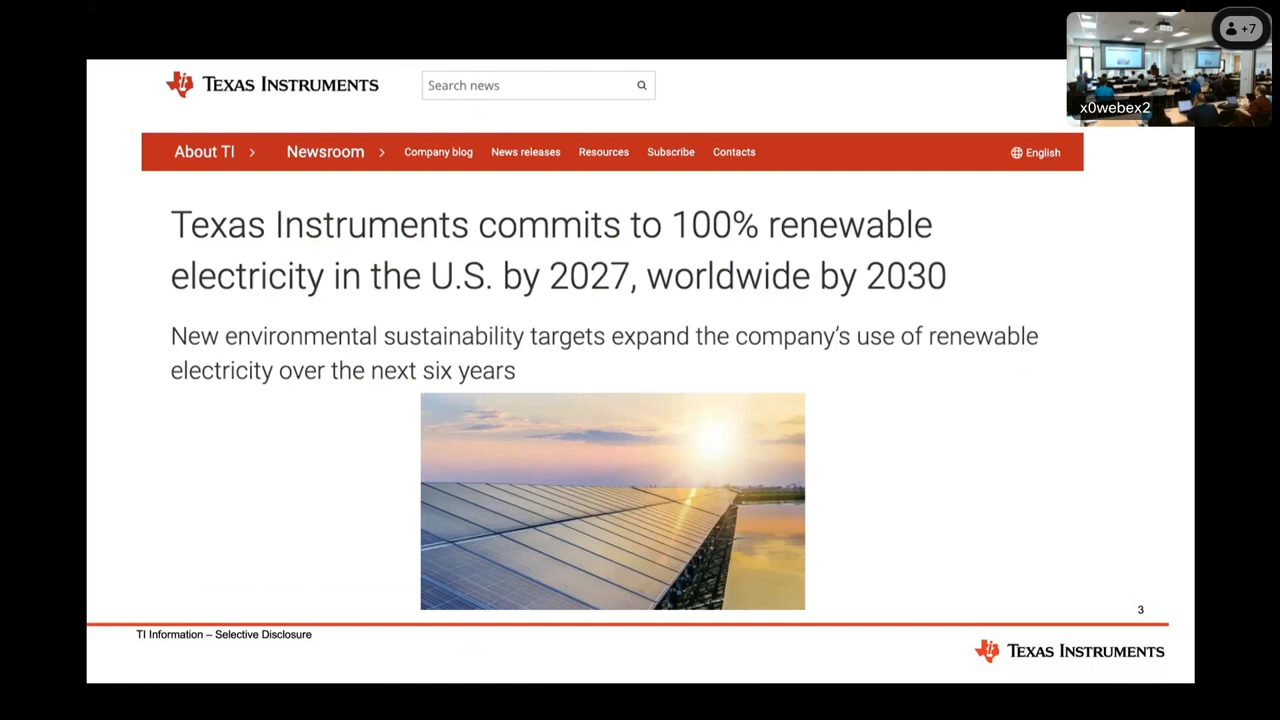 TEXAS INSTRUMENTS
Search news
+7
x0webex2
About TI > Newsroom > Company blog News releases Resources Subscribe Contacts English
Texas Instruments commits to 100% renewable
electricity in the U.S. by 2027, worldwide by 2030
New environmental sustainability targets expand the company's use of renewable
electricity over the next six years
3
TI Information – Selective Disclosure
TEXAS INSTRUMENTS